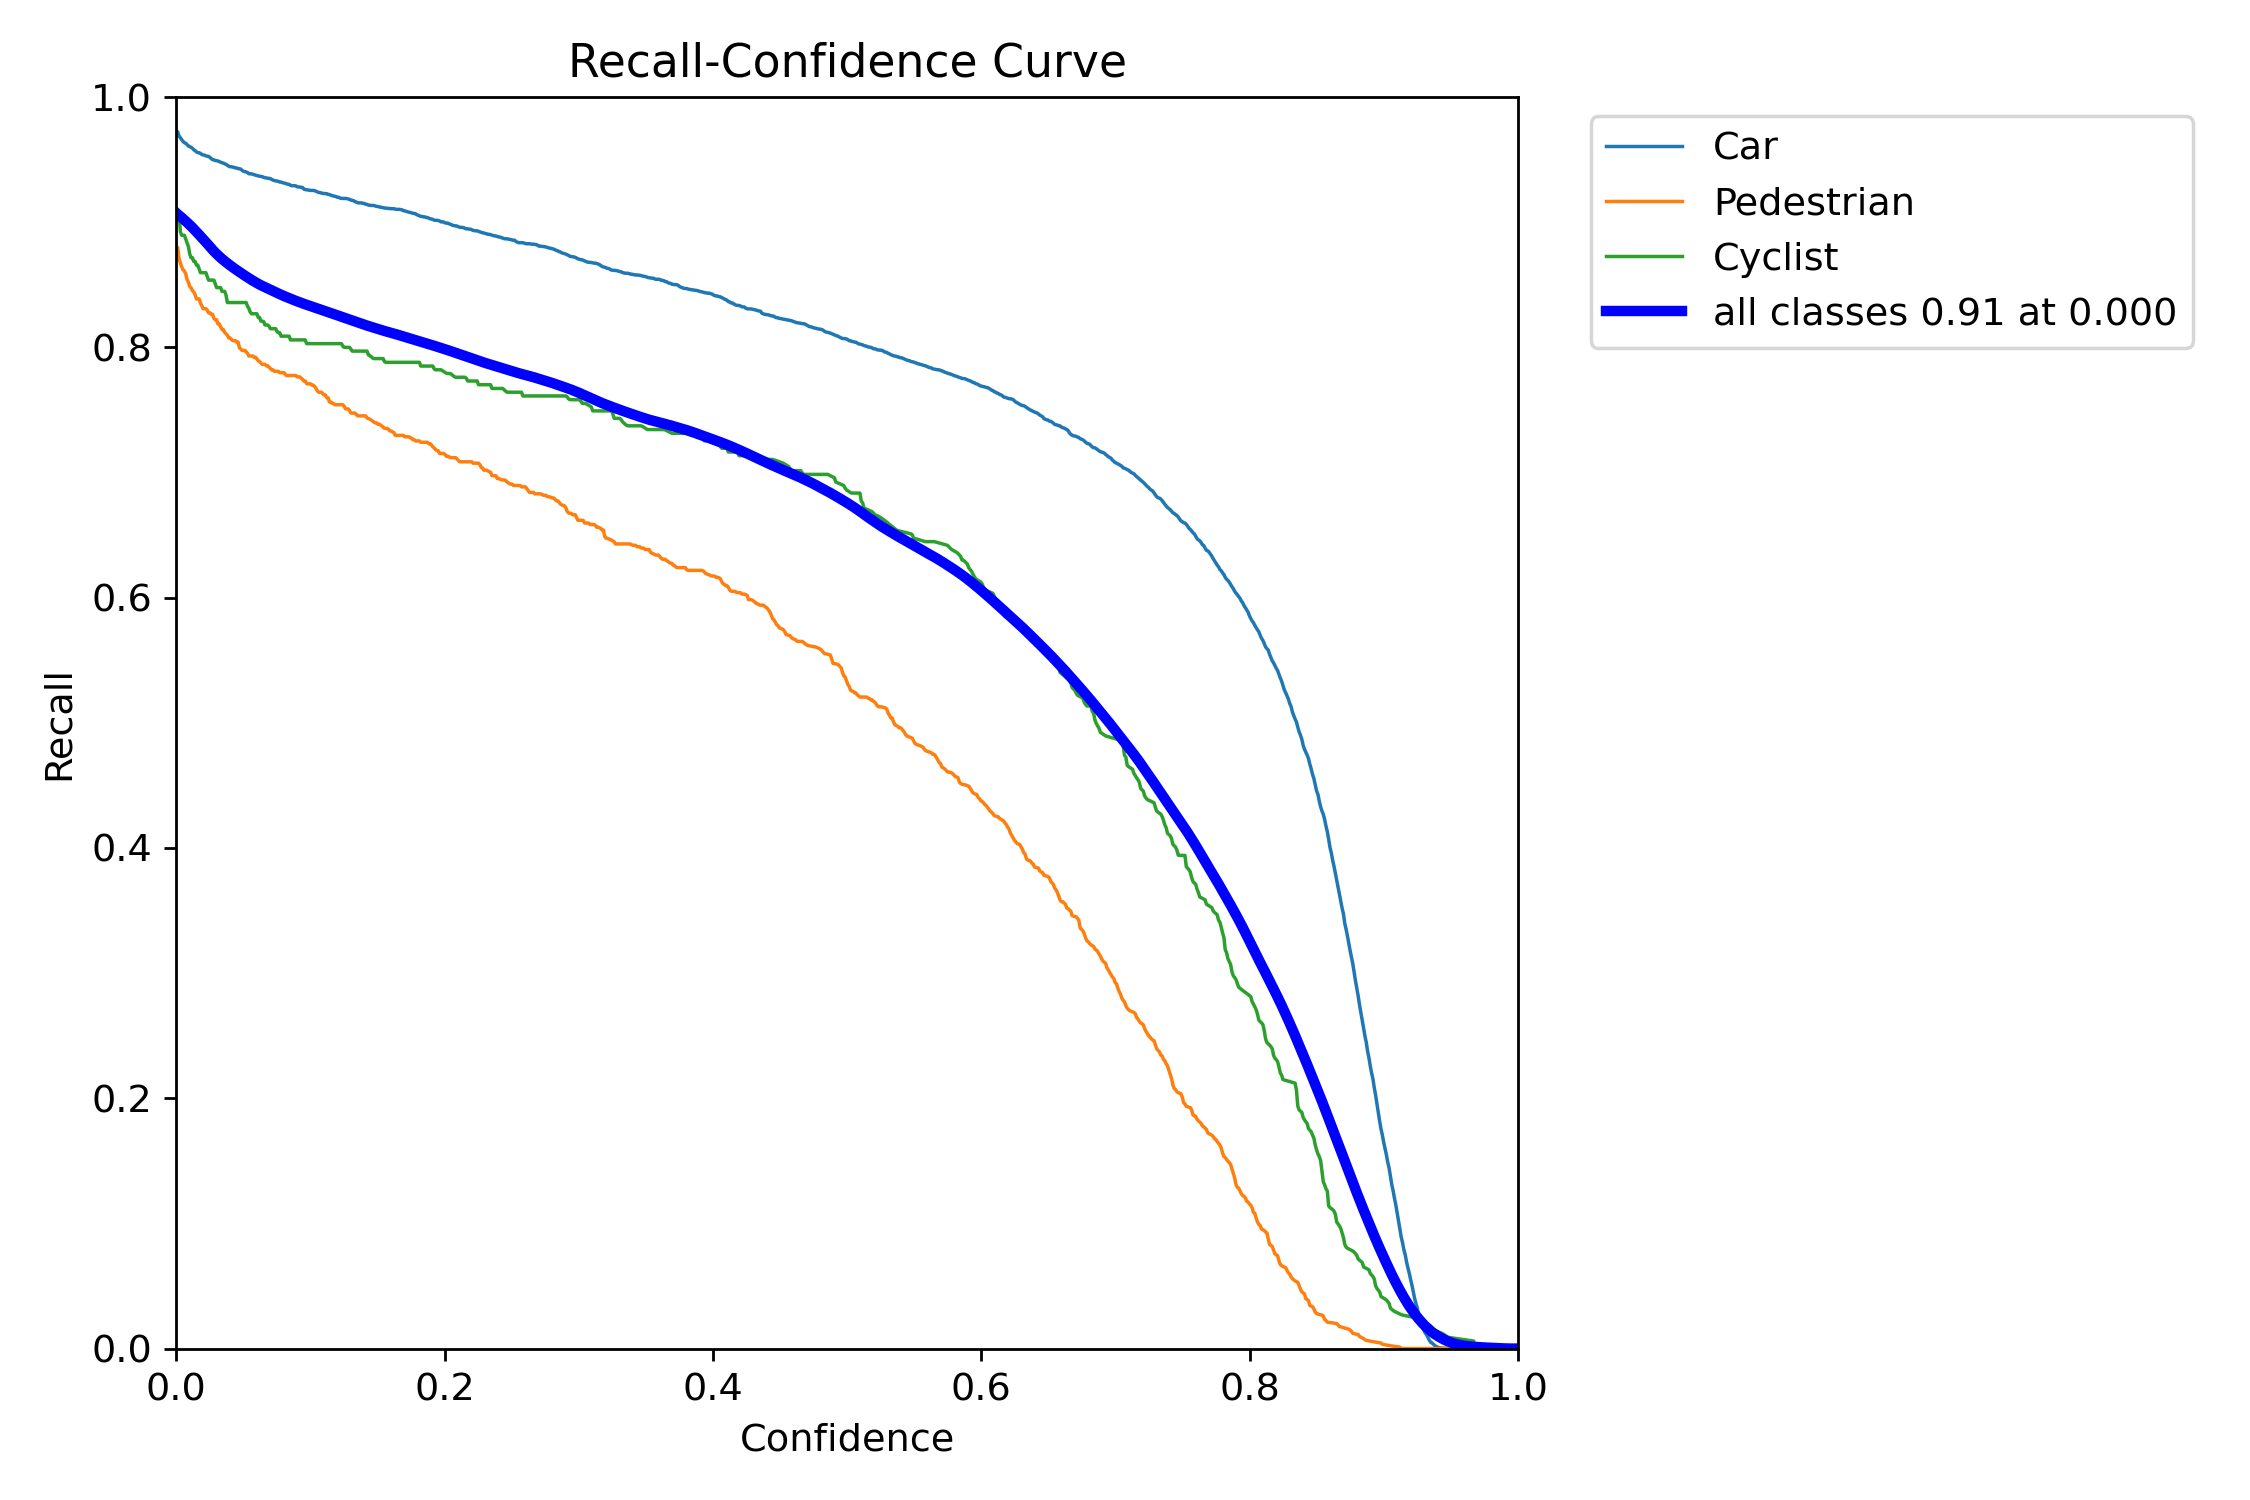 Recall-Confidence Curve
1.0
0.8
0.6
0.4
0.2
0.0
Recall
0.0 0.2 0.4 0.6 0.8 1.0
Confidence
Car
Pedestrian
Cyclist
all classes 0.91 at 0.000